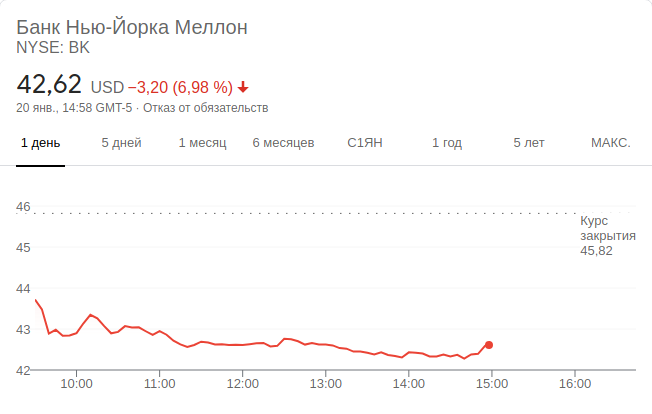 Банк Нью-Йорка Меллон
NYSE: BK
42,62 USD −3,20 (6,98 %)
20 янв., 14:58 GMT-5 · Отказ от обязательств
1 день 5 дней 1 месяц 6 месяцев С1ЯН 1 год 5 лет МАКС.
46
Курс
закрытия
45,82
45
44
43
42
10:00 11:00 12:00 13:00 14:00 15:00 16:00